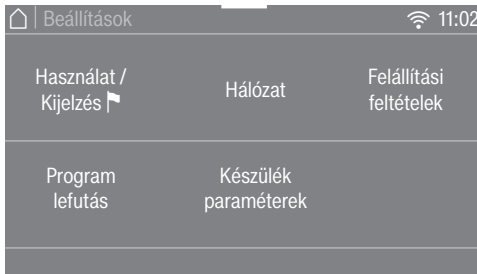 Beállítások
11:02
Használat /
Kijelzés
Hálózat
Felállítási
feltételek
Program
lefutás
Készülék
paraméterek